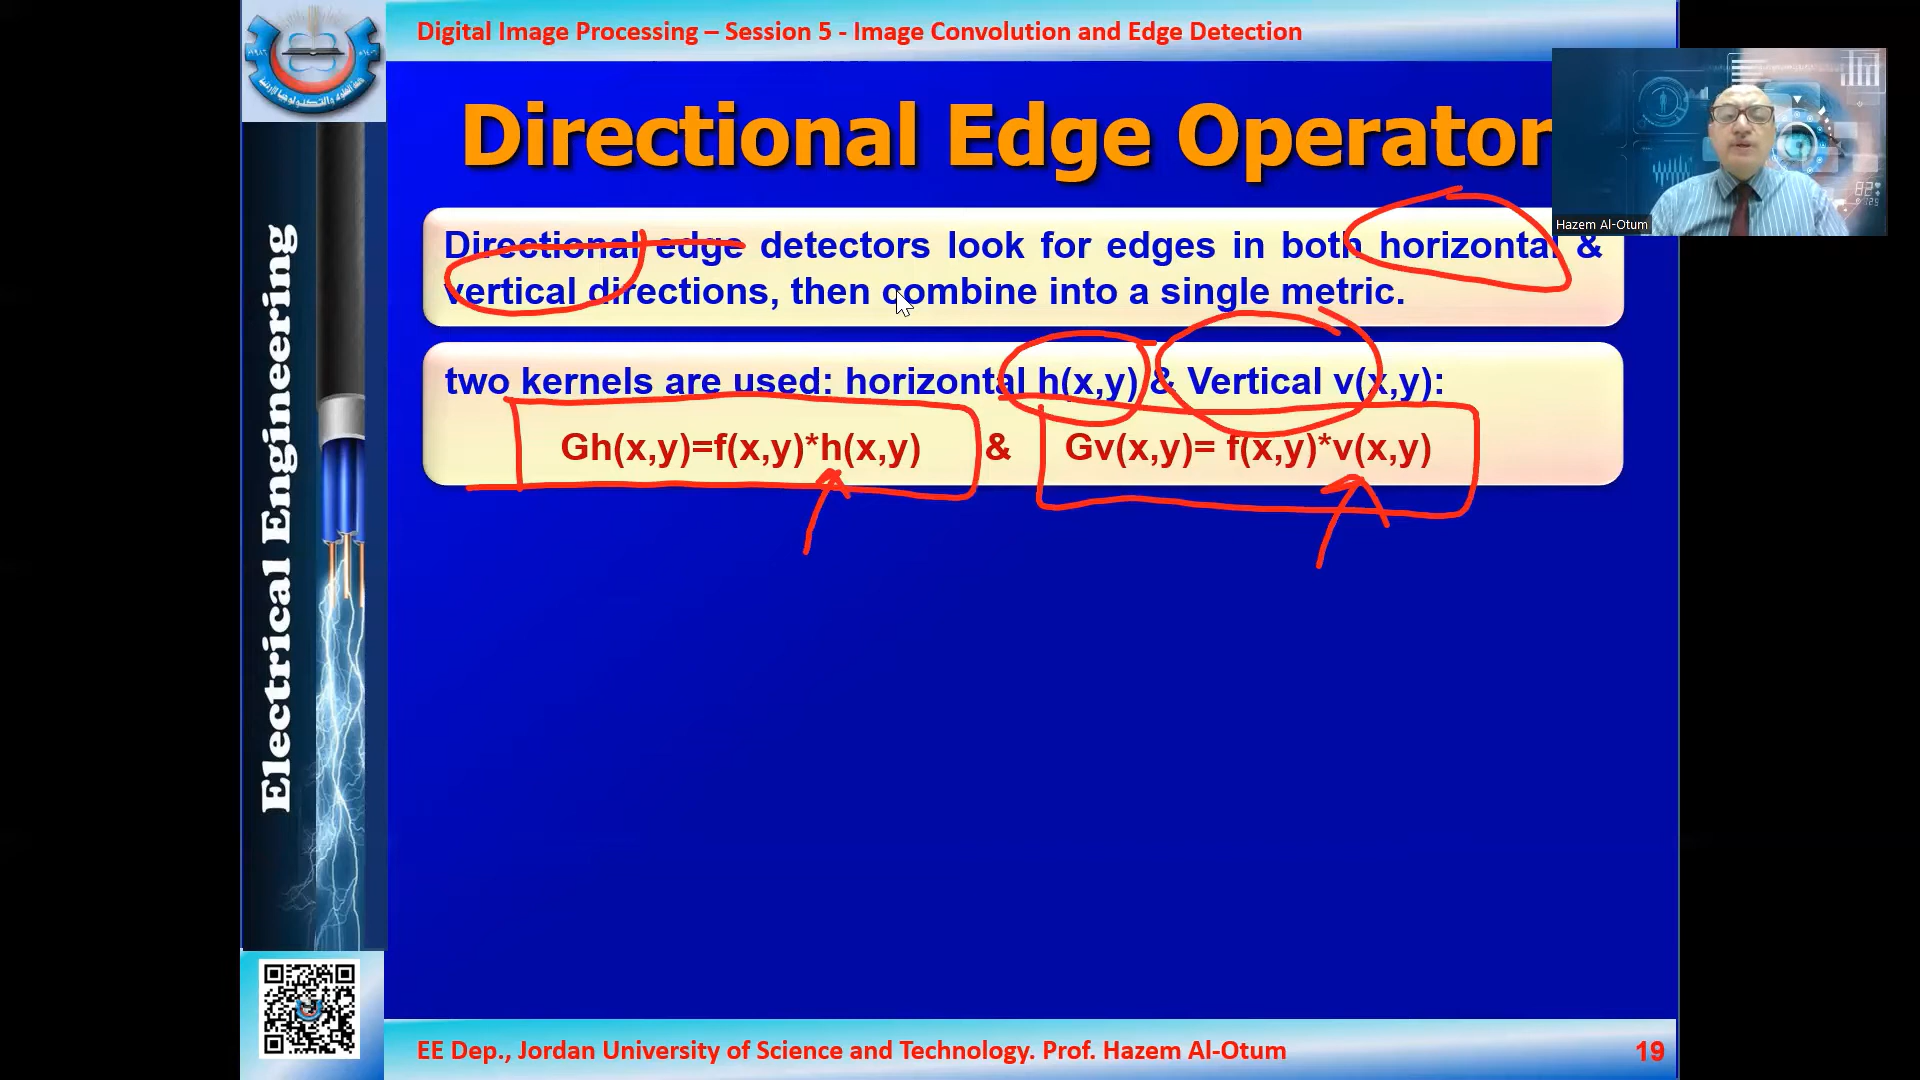 Digital Image Processing – Session 5 - Image Convolution and Edge Detection
Directional Edge Operator
Hazem Al-Otum
Directional edge detectors look for edges in both horizontal &
vertical directions, then combine into a single metric.
two kernels are used: horizontal h(x,y) & Vertical v(x,y):
Gh(x,y)=f(x,y)*h(x,y) & Gv(x,y)= f(x,y)*v(x,y)
Electrical Engineering
EE Dep., Jordan University of Science and Technology. Prof. Hazem Al-Otum
19